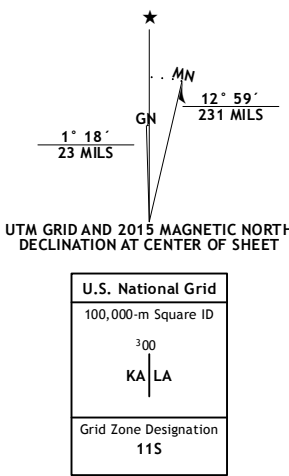 ★
MN
GN
12° 59´
231 MILS
1° 18´
23 MILS
UTM GRID AND 2015 MAGNETIC NORTH
DECLINATION AT CENTER OF SHEET
U.S. National Grid
100,000-m Square ID
³00
KA LA
Grid Zone Designation
11S